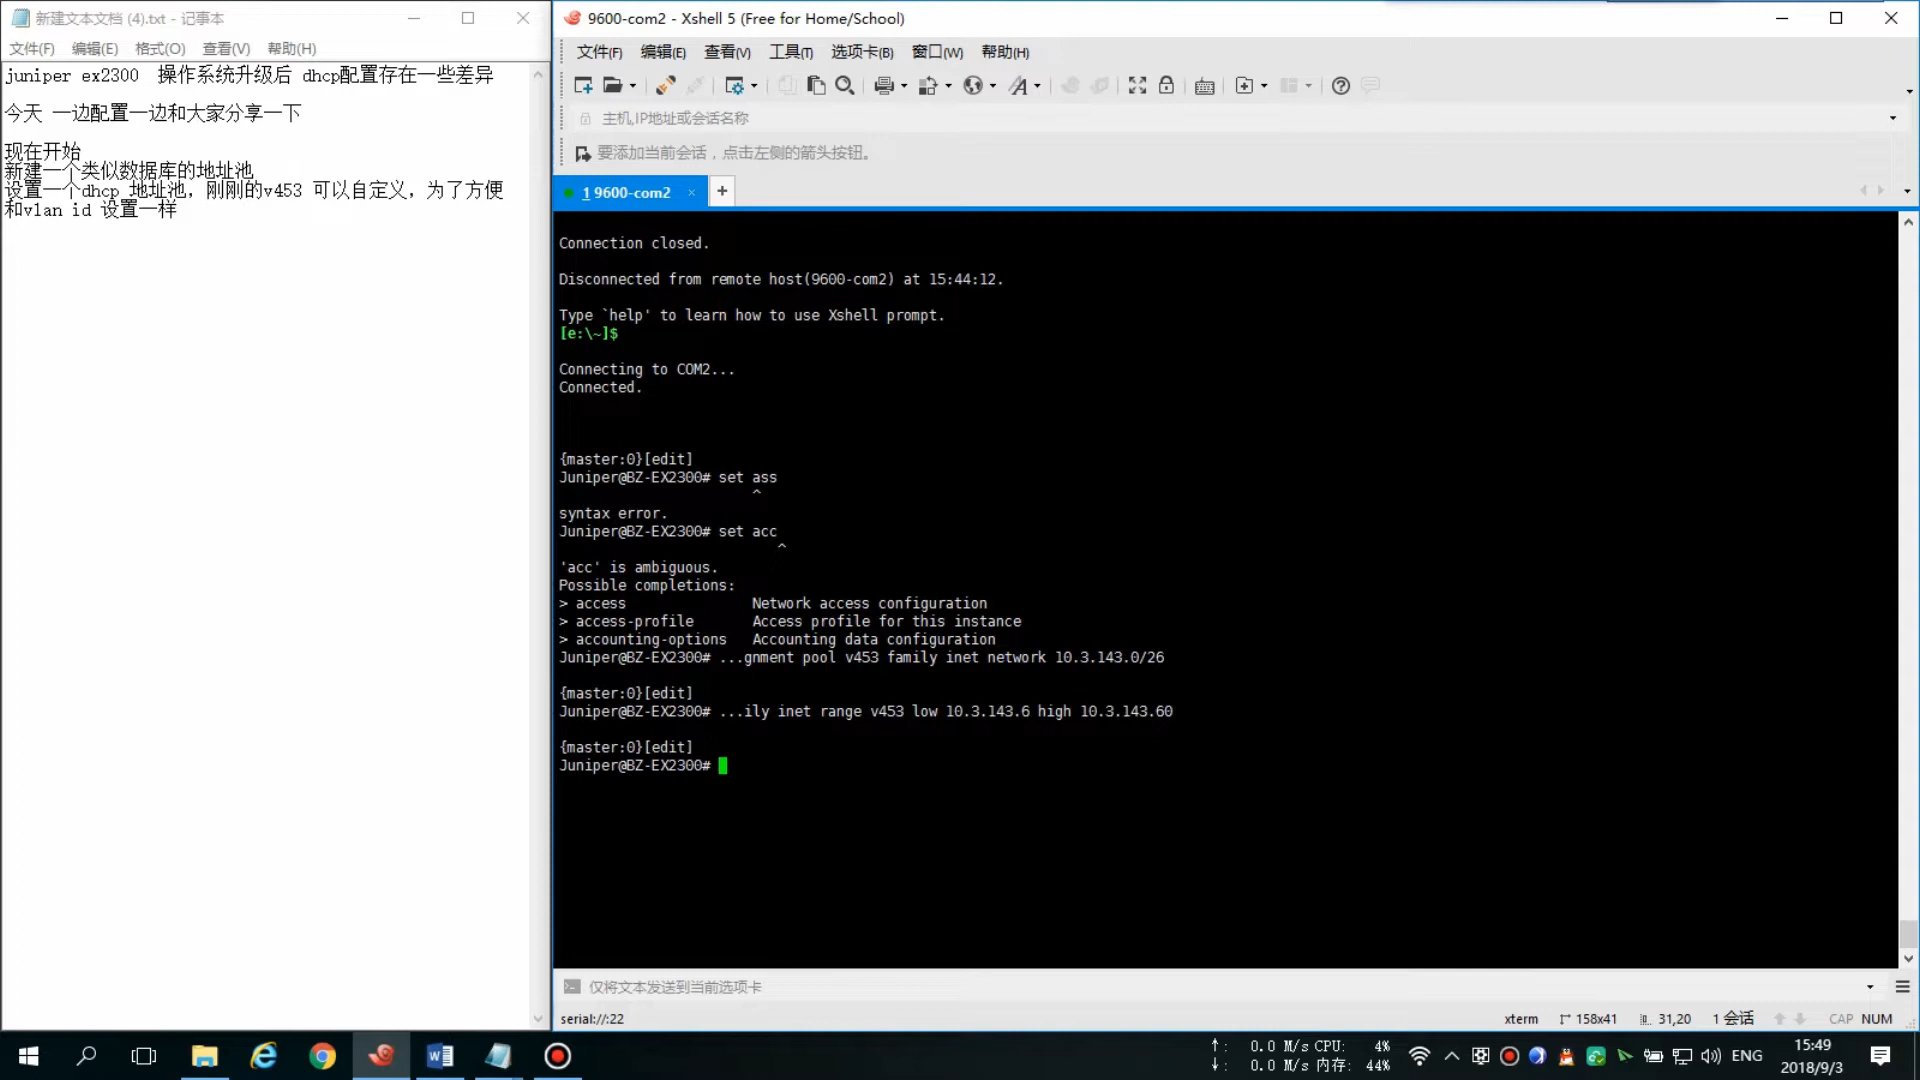 新建文本文档 (4).txt - 记事本
文件(F) 编辑(E) 格式(O) 查看(V) 帮助(H)
juniper ex2300  操作系统升级后 dhcp配置存在一些差异
今天 一边配置一边和大家分享一下
现在开始
新建一个类似数据库的地址池
设置一个dhcp 地址池，刚刚的v453 可以自定义，为了方便
和vlan id 设置一样
9600-com2 - Xshell 5 (Free for Home/School)
文件(F) 编辑(E) 查看(V) 工具(T) 选项卡(B) 窗口(W) 帮助(H)
主机,IP地址或会话名称
要添加当前会话，点击左侧的箭头按钮。
1 9600-com2
Connection closed.
Disconnected from remote host(9600-com2) at 15:44:12.
Type `help' to learn how to use Xshell prompt.
[e:\~]$
Connecting to COM2...
Connected.
{master:0}[edit]
Juniper@BZ-EX2300# set ass
^
syntax error.
Juniper@BZ-EX2300# set acc
^
'acc' is ambiguous.
Possible completions:
> access               Network access configuration
> access-profile       Access profile for this instance
> accounting-options   Accounting data configuration
Juniper@BZ-EX2300# ...gnment pool v453 family inet network 10.3.143.0/26
{master:0}[edit]
Juniper@BZ-EX2300# ...ily inet range v453 low 10.3.143.6 high 10.3.143.60
{master:0}[edit]
Juniper@BZ-EX2300#
仅将文本发送到当前选项卡
serial://:22 xterm 158x41 31,20 1 会话 CAP NUM
↑: 0.0 M/s CPU: 4%
↓: 0.0 M/s 内存: 44%
ENG
15:49
2018/9/3